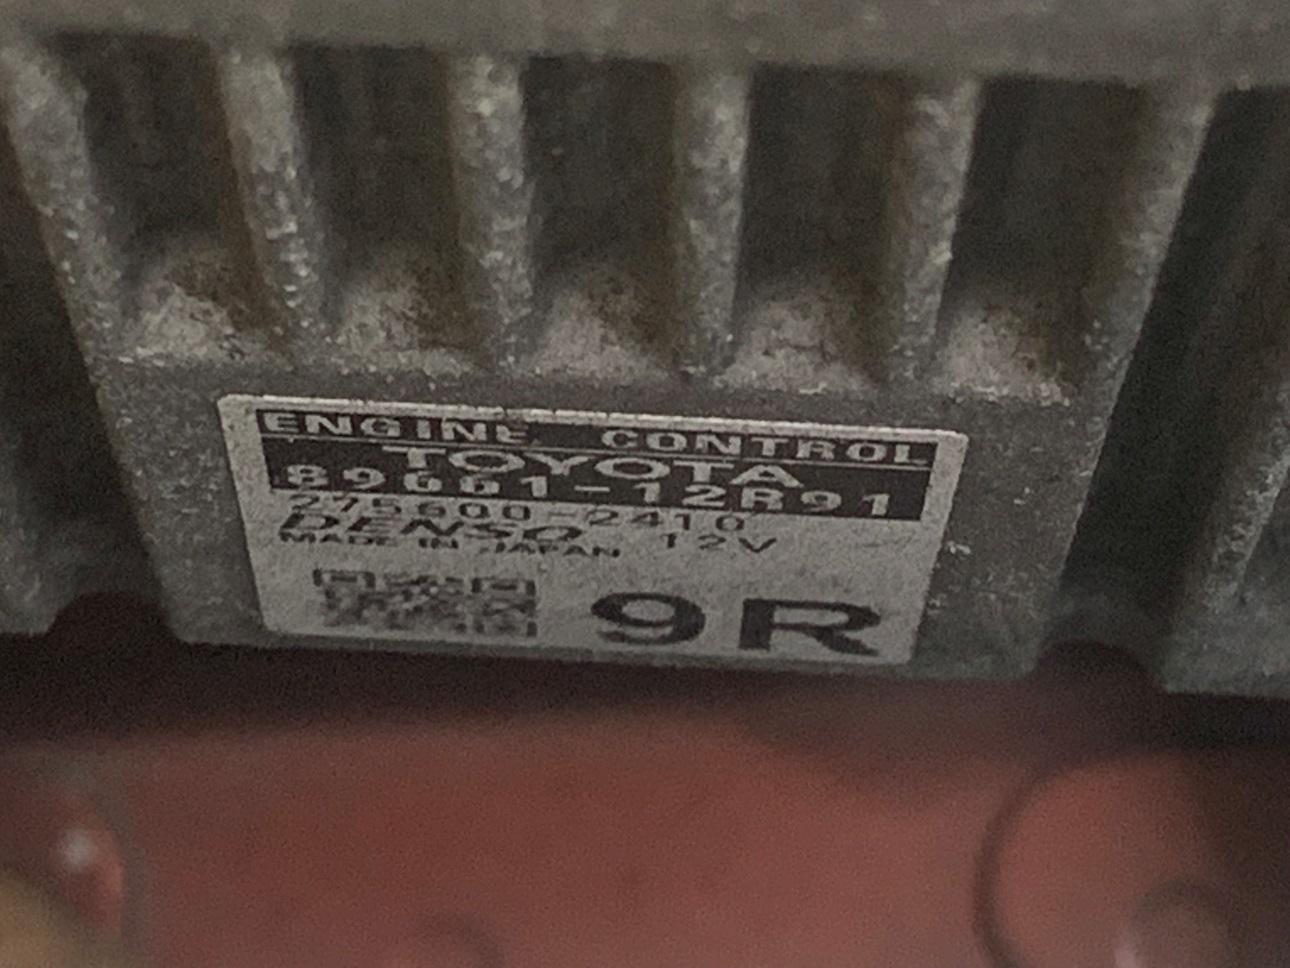 ENGINE CONTROL
TOYOTA
89661-12R91
275600-2410
DENSO 12V
MADE IN JAPAN
9R